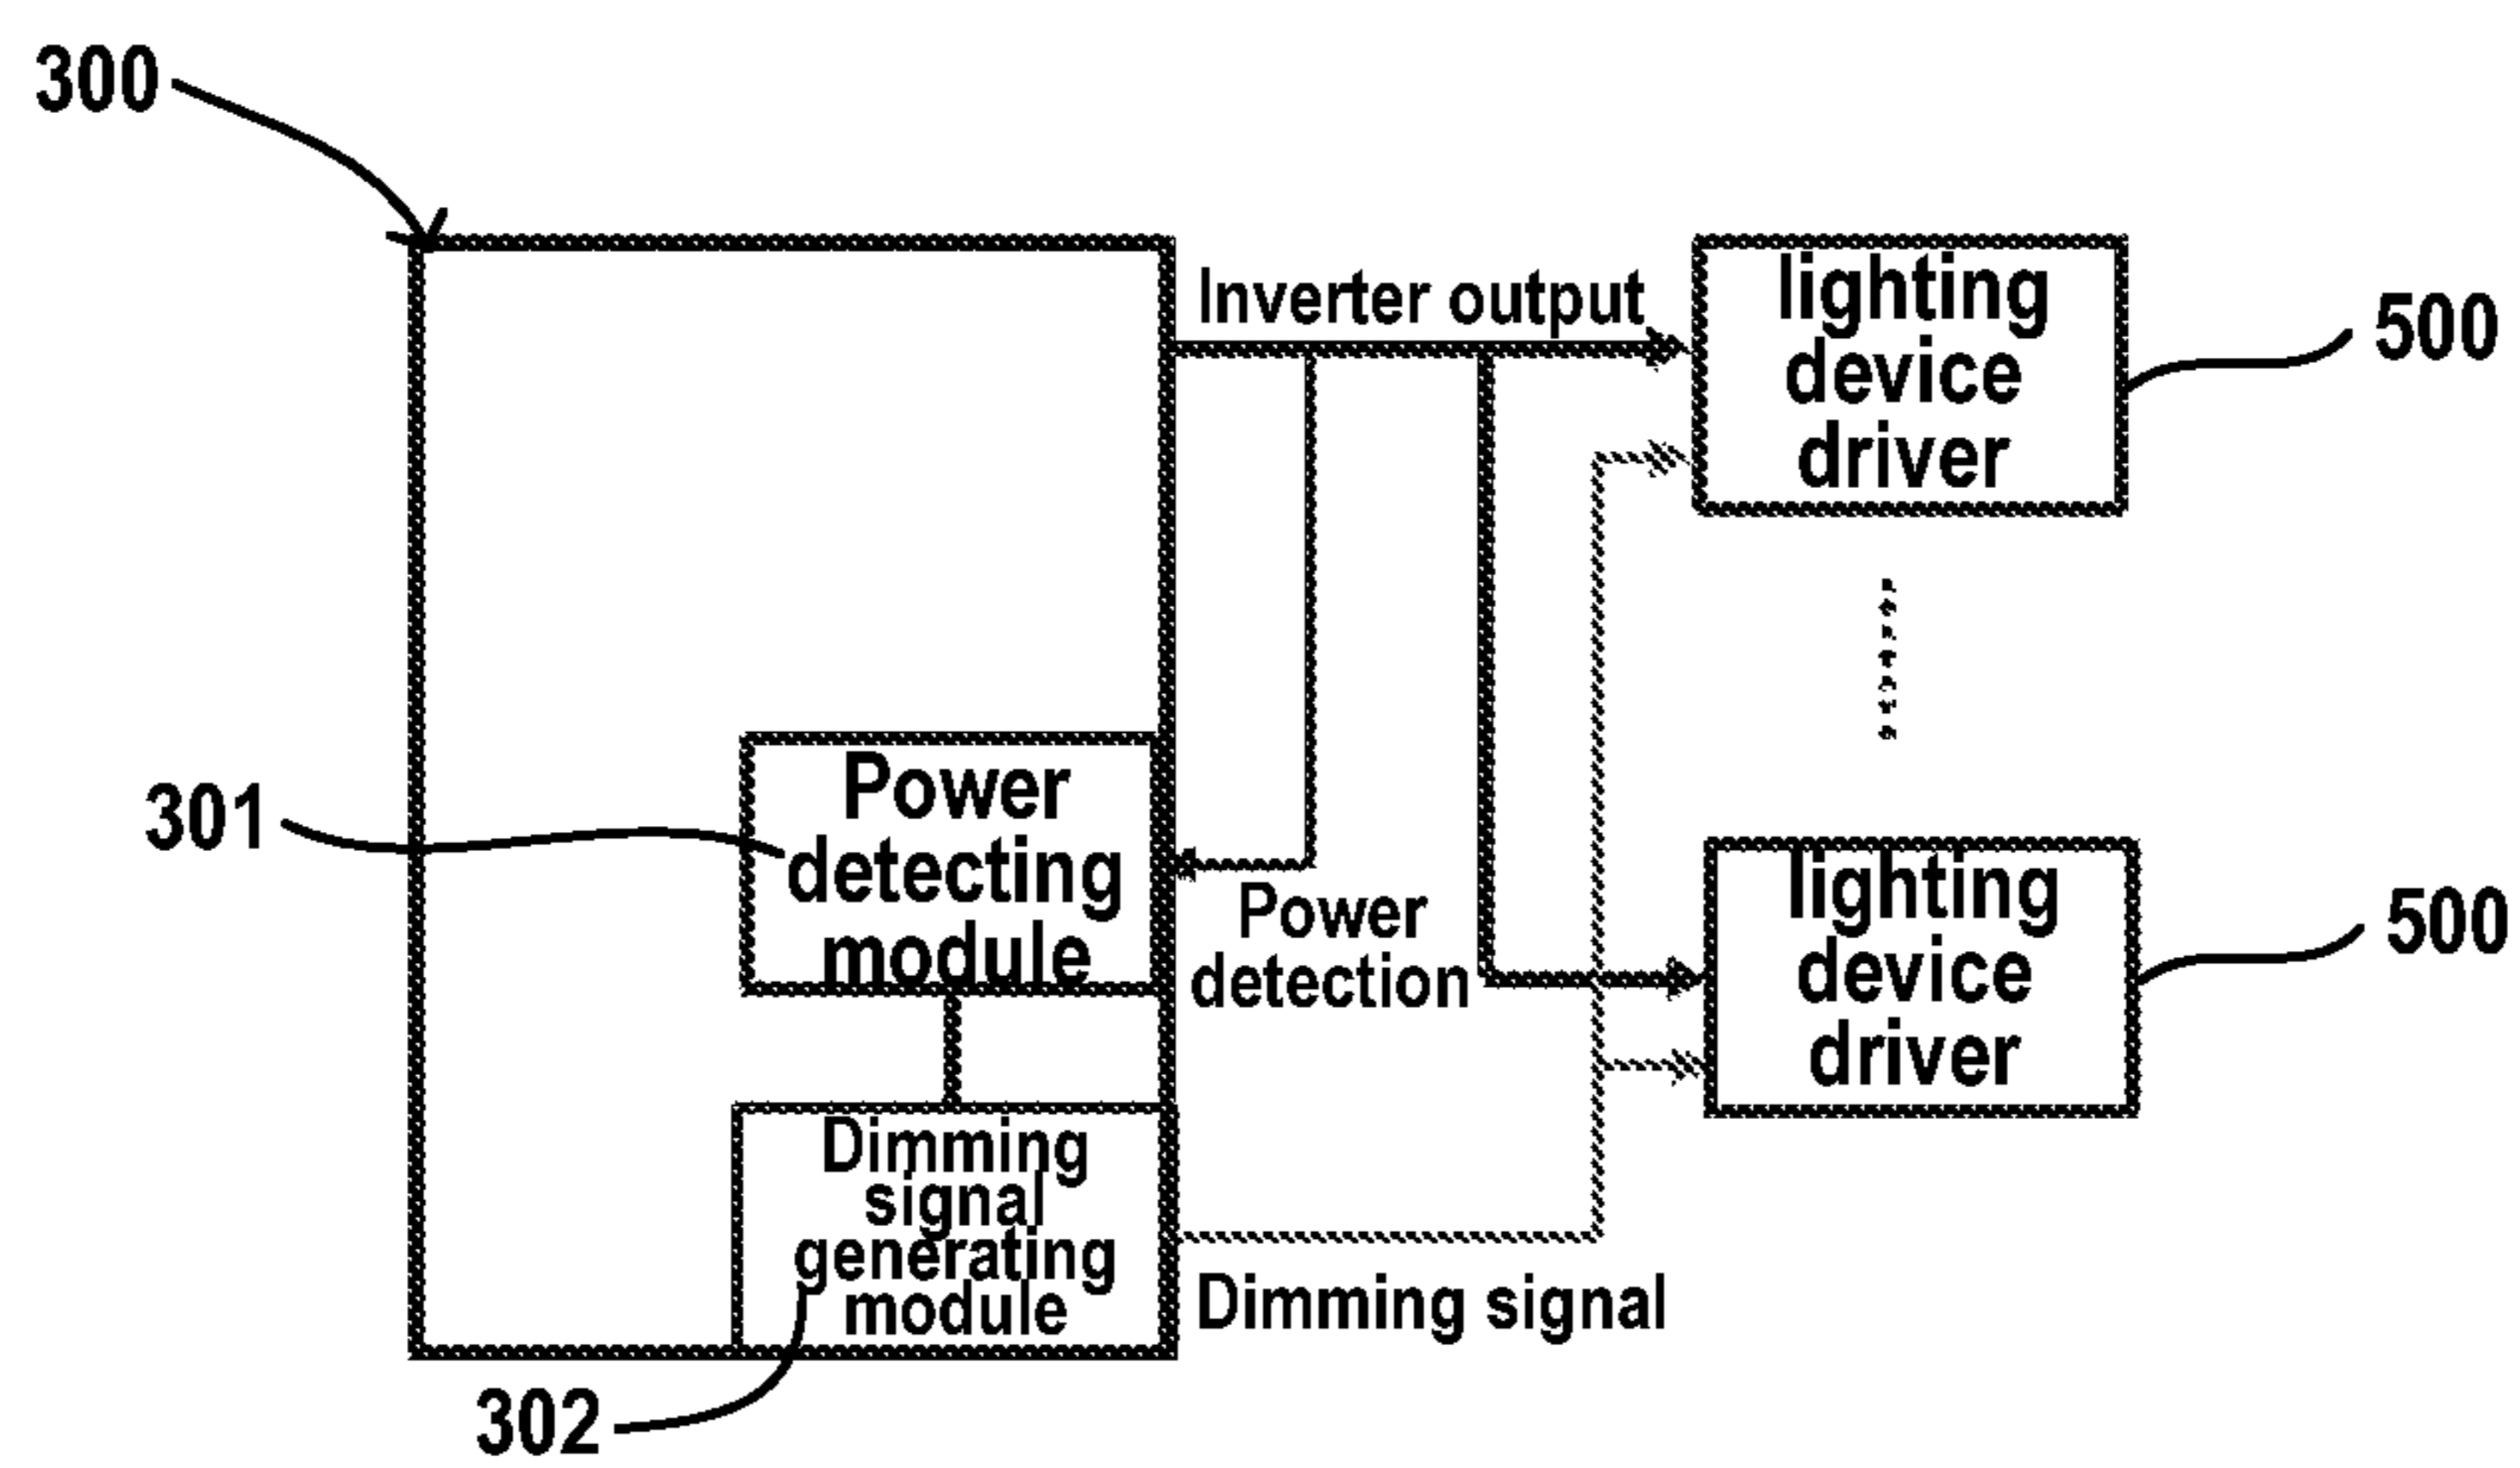 300
Inverter output
lighting
device
driver
500
301
Power
detecting
module
Power
detection
lighting
device
driver
500
Dimming
signal
generating
module
Dimming signal
302